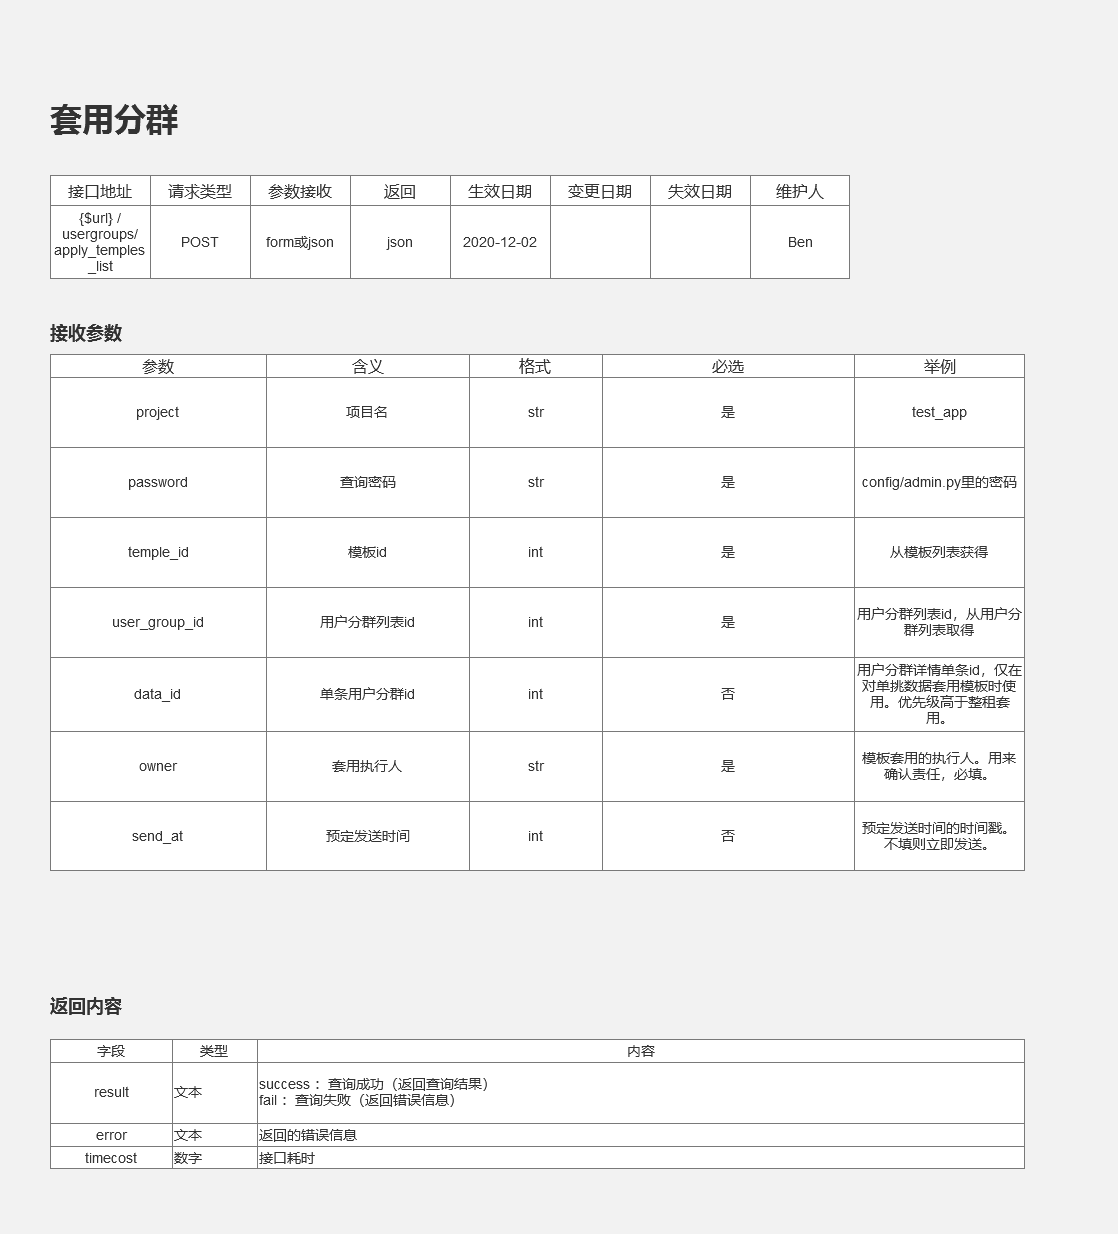 套用分群
接口地址 请求类型 参数接收 返回 生效日期 变更日期 失效日期 维护人
{$url} /
usergroups/
apply_temples
_list
POST form或json json 2020-12-02 Ben
接收参数
参数 含义 格式 必选 举例
project 项目名 str 是 test_app
password 查询密码 str 是 config/admin.py里的密码
temple_id 模板id int 是 从模板列表获得
user_group_id 用户分群列表id int 是 用户分群列表id，从用户分
群列表取得
data_id 单条用户分群id int 否 用户分群详情单条id，仅在
对单挑数据套用模板时使
用。优先级高于整租套
用。
owner 套用执行人 str 是 模板套用的执行人。用来
确认责任，必填。
send_at 预定发送时间 int 否 预定发送时间的时间戳。
不填则立即发送。
返回内容
字段 类型 内容
result 文本 success： 查询成功（返回查询结果）
fail： 查询失败（返回错误信息）
error 文本 返回的错误信息
timecost 数字 接口耗时